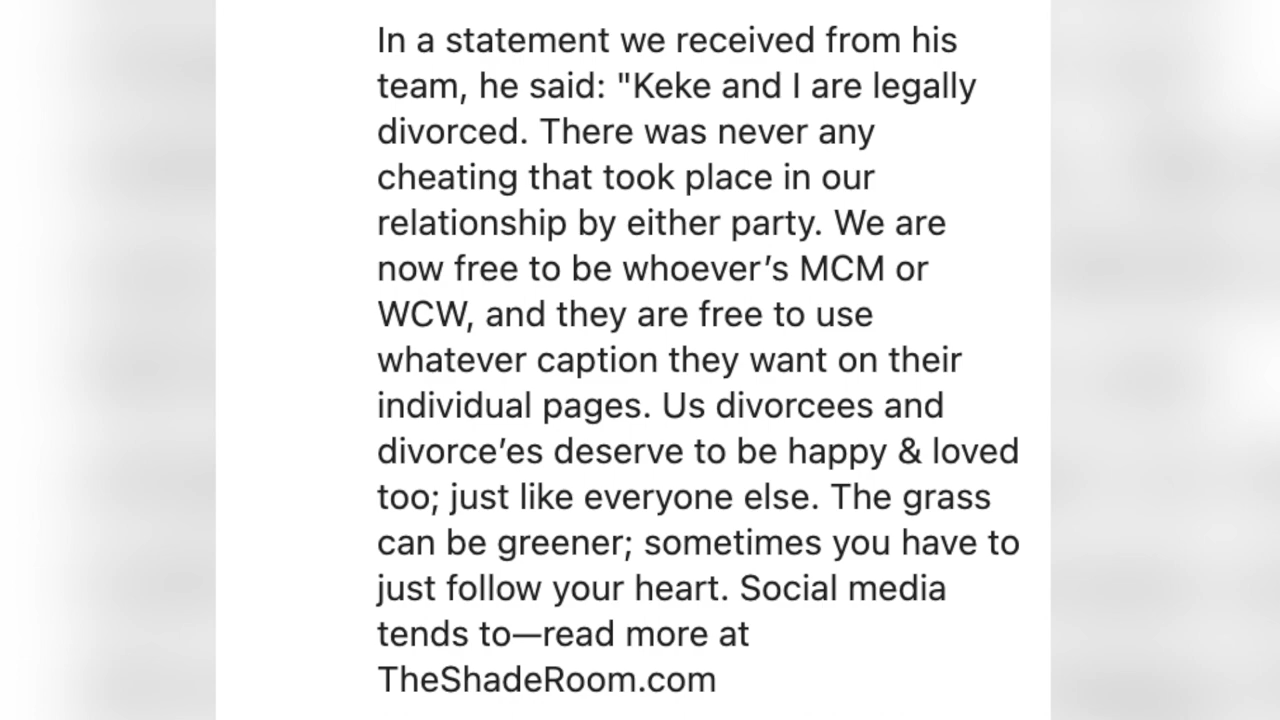 In a statement we received from his
team, he said: "Keke and I are legally
divorced. There was never any
cheating that took place in our
relationship by either party. We are
now free to be whoever’s MCM or
WCW, and they are free to use
whatever caption they want on their
individual pages. Us divorcees and
divorce’es deserve to be happy & loved
too; just like everyone else. The grass
can be greener; sometimes you have to
just follow your heart. Social media
tends to—read more at
TheShadeRoom.com